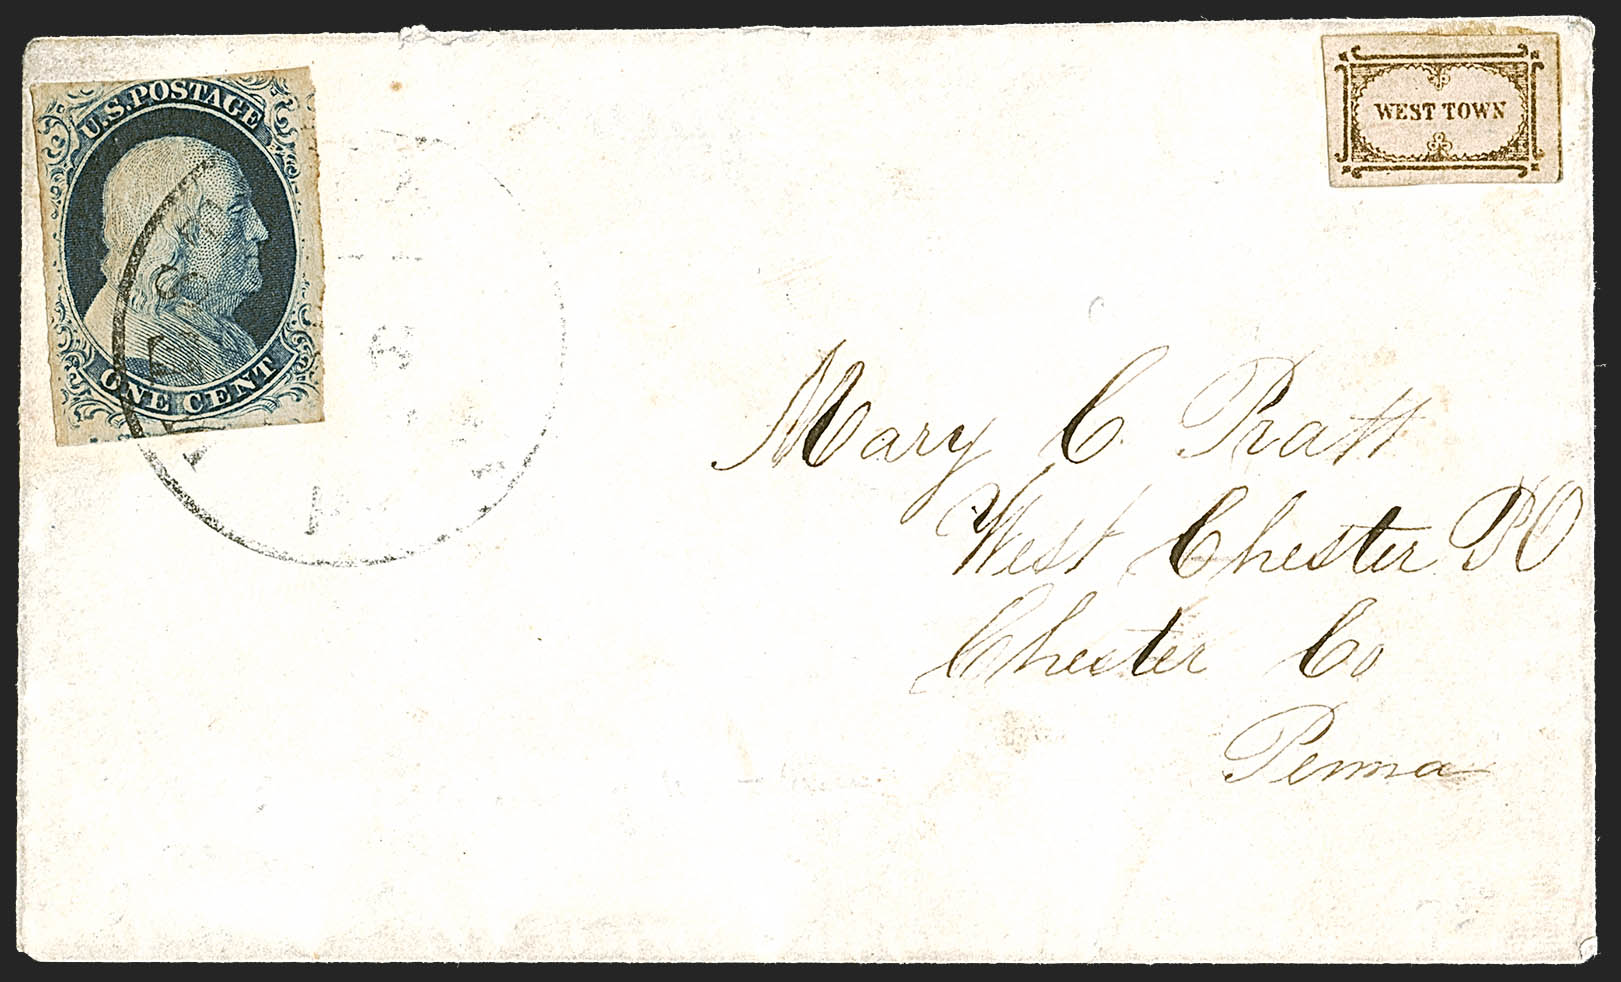 U.S. POSTAGE
ONE CENT
WEST TOWN
Mary C. Pratt
West Chester PO
Chester Co
Penna